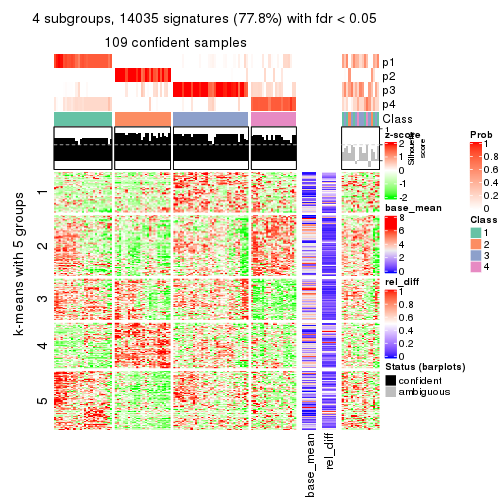 4 subgroups, 14035 signatures (77.8%) with fdr < 0.05
109 confident samples
p1
p2
p3
p4
Class
1
Silhouette
score
z-score
2
1
0
-1
-2
Prob
1
0.8
0.6
0.4
0.2
0
base_mean
8
6
4
2
0
Class
1
2
3
4
rel_diff
1
0.8
0.6
0.4
0.2
0
Status (barplots)
confident
ambiguous
k-means with 5 groups
1
2
3
4
5
base_mean
rel_diff